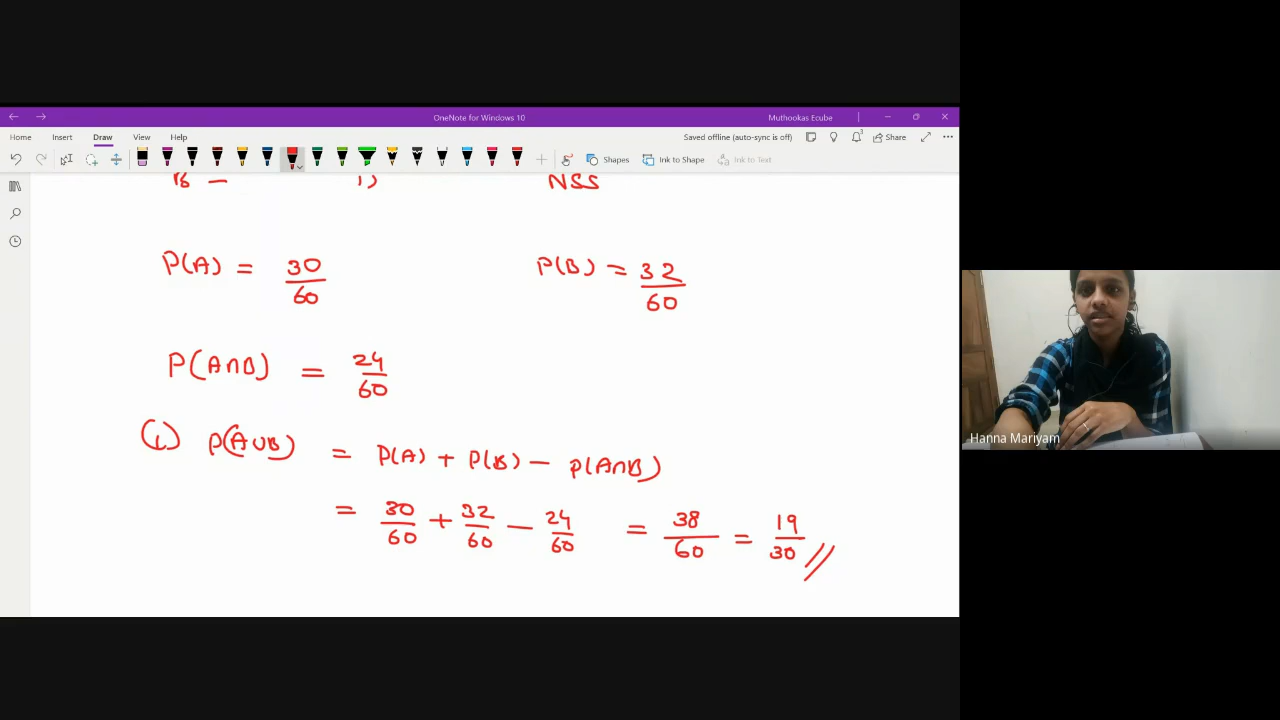 OneNote for Windows 10
Muthookas Ecube
Home Insert Draw View Help
Saved offline (auto-sync is off)
Share
Shapes
Ink to Shape
Ink to Text
NSS
P(A) = 30/60
P(B) = 32/60
P(A∩B) = 24/60
(i) P(A∪B) = P(A) + P(B) − P(A∩B)
= 30/60 + 32/60 − 24/60 = 38/60 = 19/30 //
Hanna Mariyam